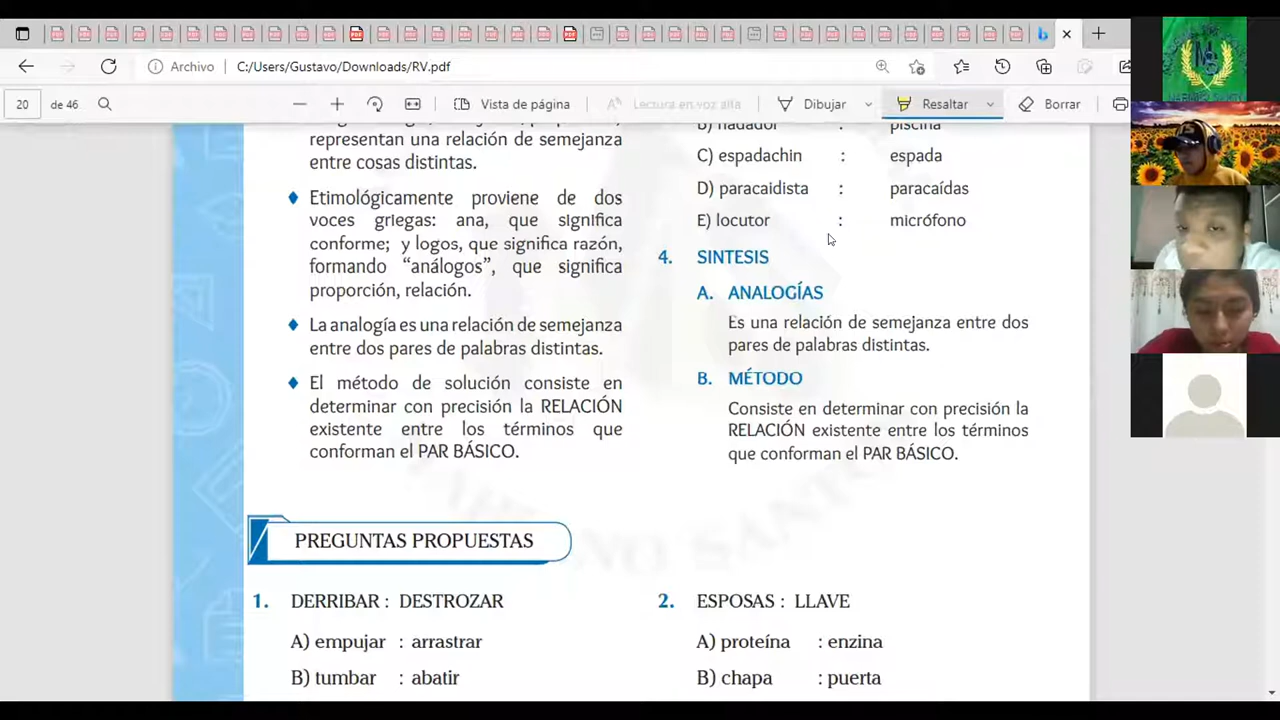 Archivo
C:/Users/Gustavo/Downloads/RV.pdf
20
de 46
Vista de página
Lectura en voz alta
Dibujar
Resaltar
Borrar
representan una relación de semejanza
entre cosas distintas.
Etimológicamente proviene de dos
voces griegas: ana, que significa
conforme; y logos, que significa razón,
formando “análogos”, que significa
proporción, relación.
La analogía es una relación de semejanza
entre dos pares de palabras distintas.
El método de solución consiste en
determinar con precisión la RELACIÓN
existente entre los términos que
conforman el PAR BÁSICO.
B) nadador : piscina
C) espadachin : espada
D) paracaidista : paracaídas
E) locutor : micrófono
4. SINTESIS
A. ANALOGÍAS
Es una relación de semejanza entre dos
pares de palabras distintas.
B. MÉTODO
Consiste en determinar con precisión la
RELACIÓN existente entre los términos
que conforman el PAR BÁSICO.
PREGUNTAS PROPUESTAS
1. DERRIBAR : DESTROZAR
A) empujar : arrastrar
B) tumbar : abatir
2. ESPOSAS : LLAVE
A) proteína : enzina
B) chapa : puerta